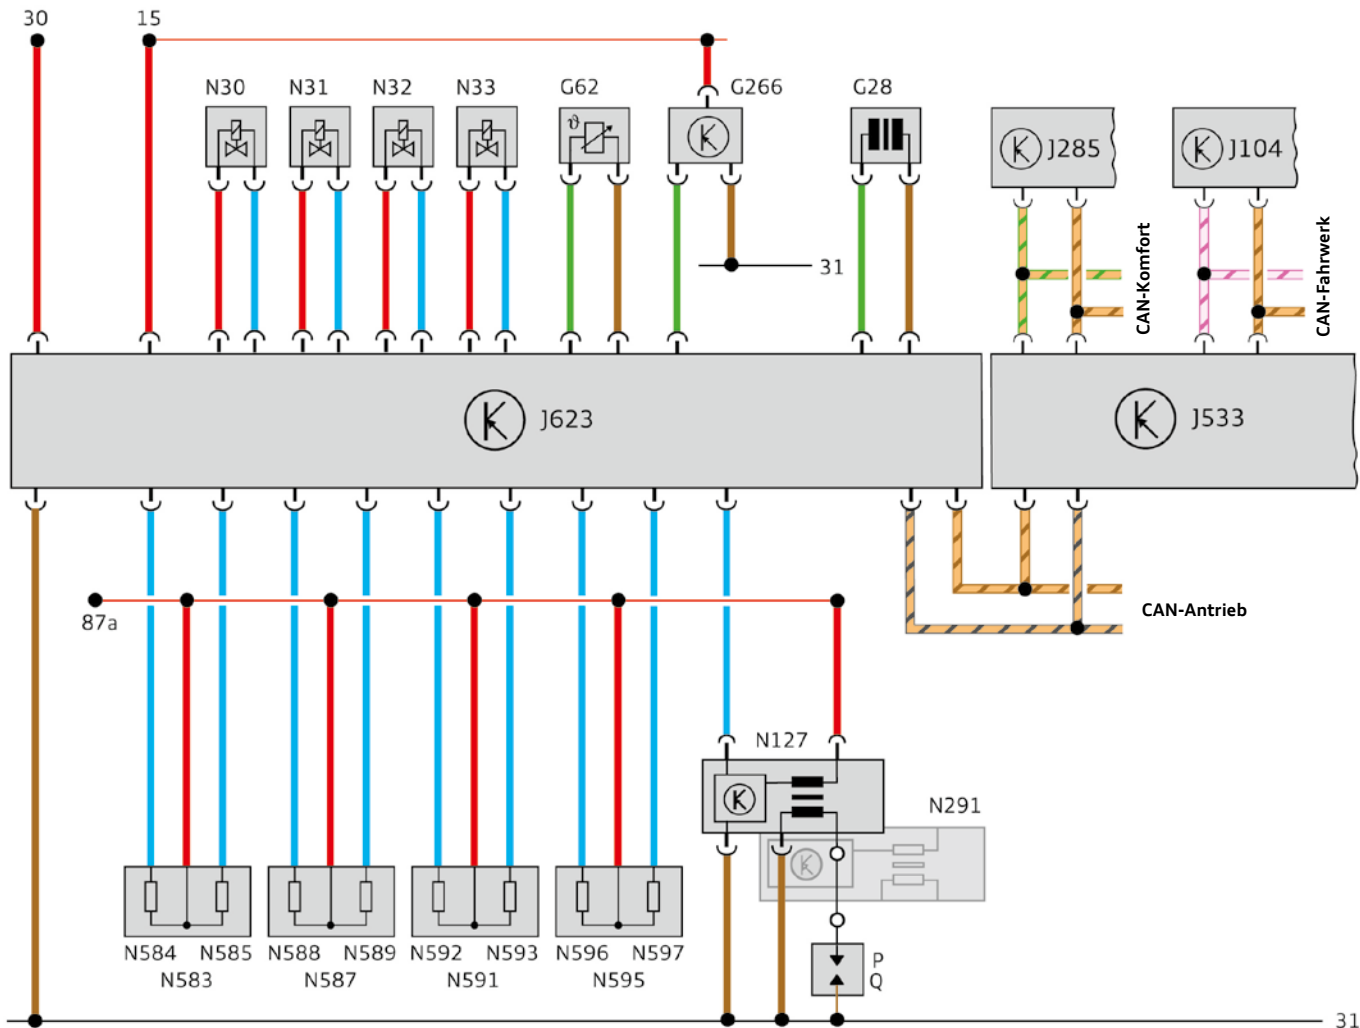 30
15
N30
N31
N32
N33
G62
G266
G28
ϑ
J285
J104
CAN-Komfort
CAN-Fahrwerk
31
J623
J533
87a
CAN-Antrieb
N127
N291
N584
N585
N588
N589
N592
N593
N596
N597
N583
N587
N591
N595
P
Q
31